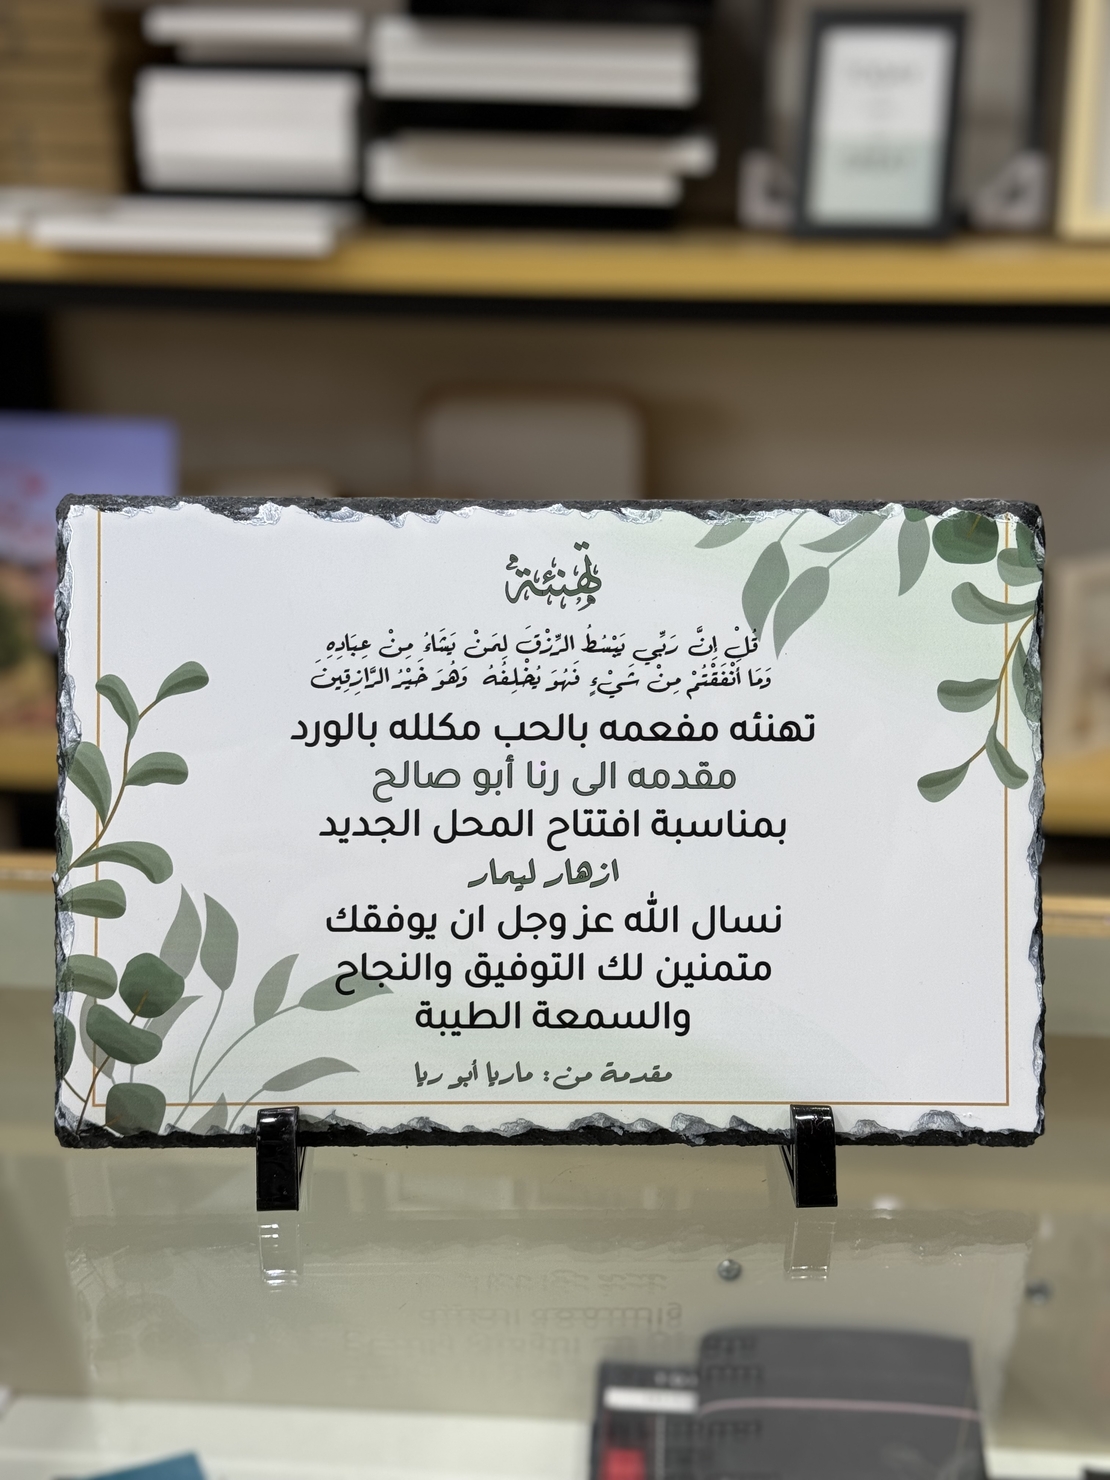 تهنئة
قُلْ إِنَّ رَبِّي يَبْسُطُ الرِّزْقَ لِمَنْ يَشَاءُ مِنْ عِبَادِهِ
وَمَا أَنْفَقْتُمْ مِنْ شَيْءٍ فَهُوَ يُخْلِفُهُ وَهُوَ خَيْرُ الرَّازِقِينَ
تهنئه مفعمه بالحب مكلله بالورد
مقدمه الى رنا أبو صالح
بمناسبة افتتاح المحل الجديد
ازهار ليمار
نسال الله عز وجل ان يوفقك
متمنين لك التوفيق والنجاح
والسمعة الطيبة
مقدمة من: ماريا أبو ريا